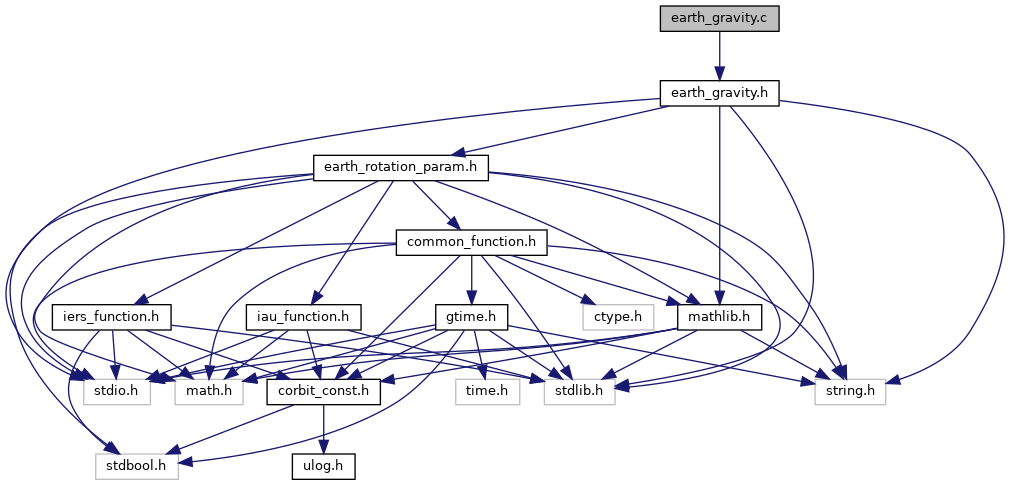 earth_gravity.c
earth_gravity.h
earth_rotation_param.h
common_function.h
iers_function.h
iau_function.h
gtime.h
ctype.h
mathlib.h
stdio.h
math.h
corbit_const.h
time.h
stdlib.h
string.h
stdbool.h
ulog.h